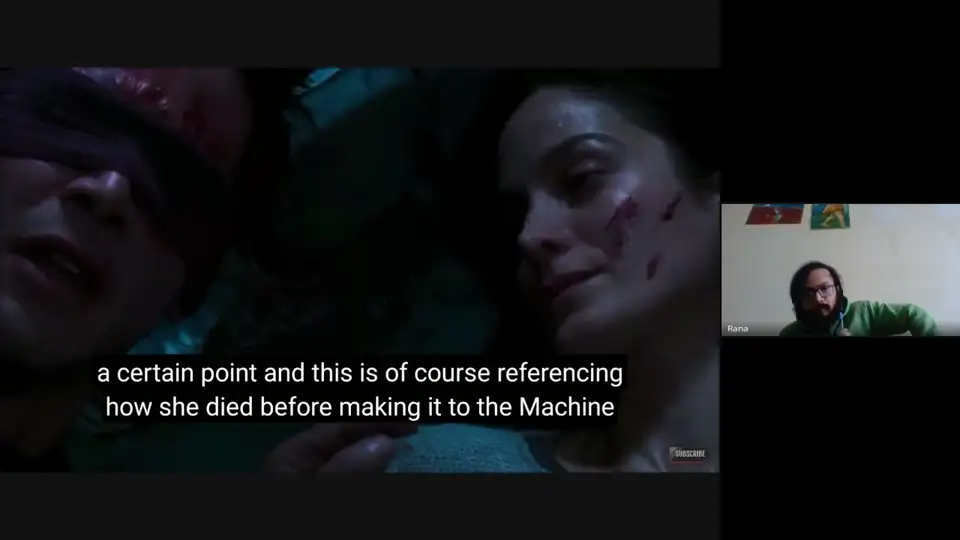 a certain point and this is of course referencing
how she died before making it to the Machine
SUBSCRIBE
Rana